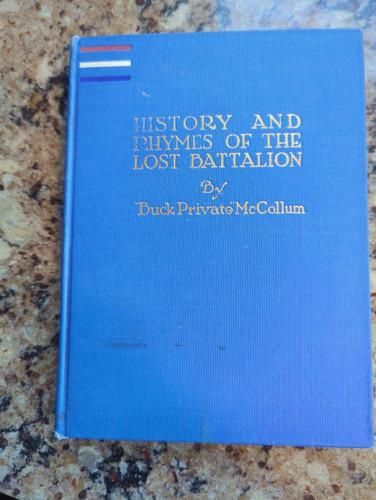 HISTORY AND
RHYMES OF THE
LOST BATTALION
By
"Buck Private" McCollum